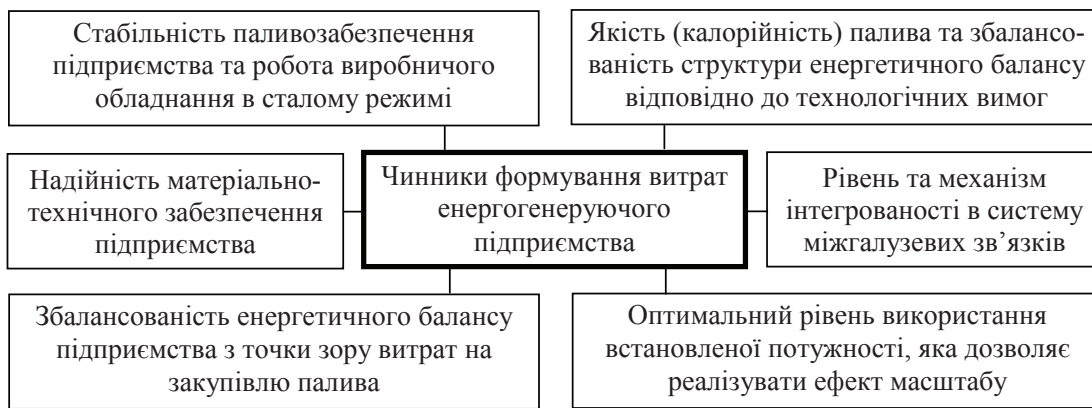 Стабільність паливозабезпечення
підприємства та робота виробничого
обладнання в сталому режимі
Якість (калорійність) палива та збалансо-
ваність структури енергетичного балансу
відповідно до технологічних вимог
Надійність матеріально-
технічного забезпечення
підприємства
Чинники формування витрат
енергогенеруючого
підприємства
Рівень та механізм
інтегрованості в систему
міжгалузевих зв’язків
Збалансованість енергетичного балансу
підприємства з точки зору витрат на
закупівлю палива
Оптимальний рівень використання
встановленої потужності, яка дозволяє
реалізувати ефект масштабу